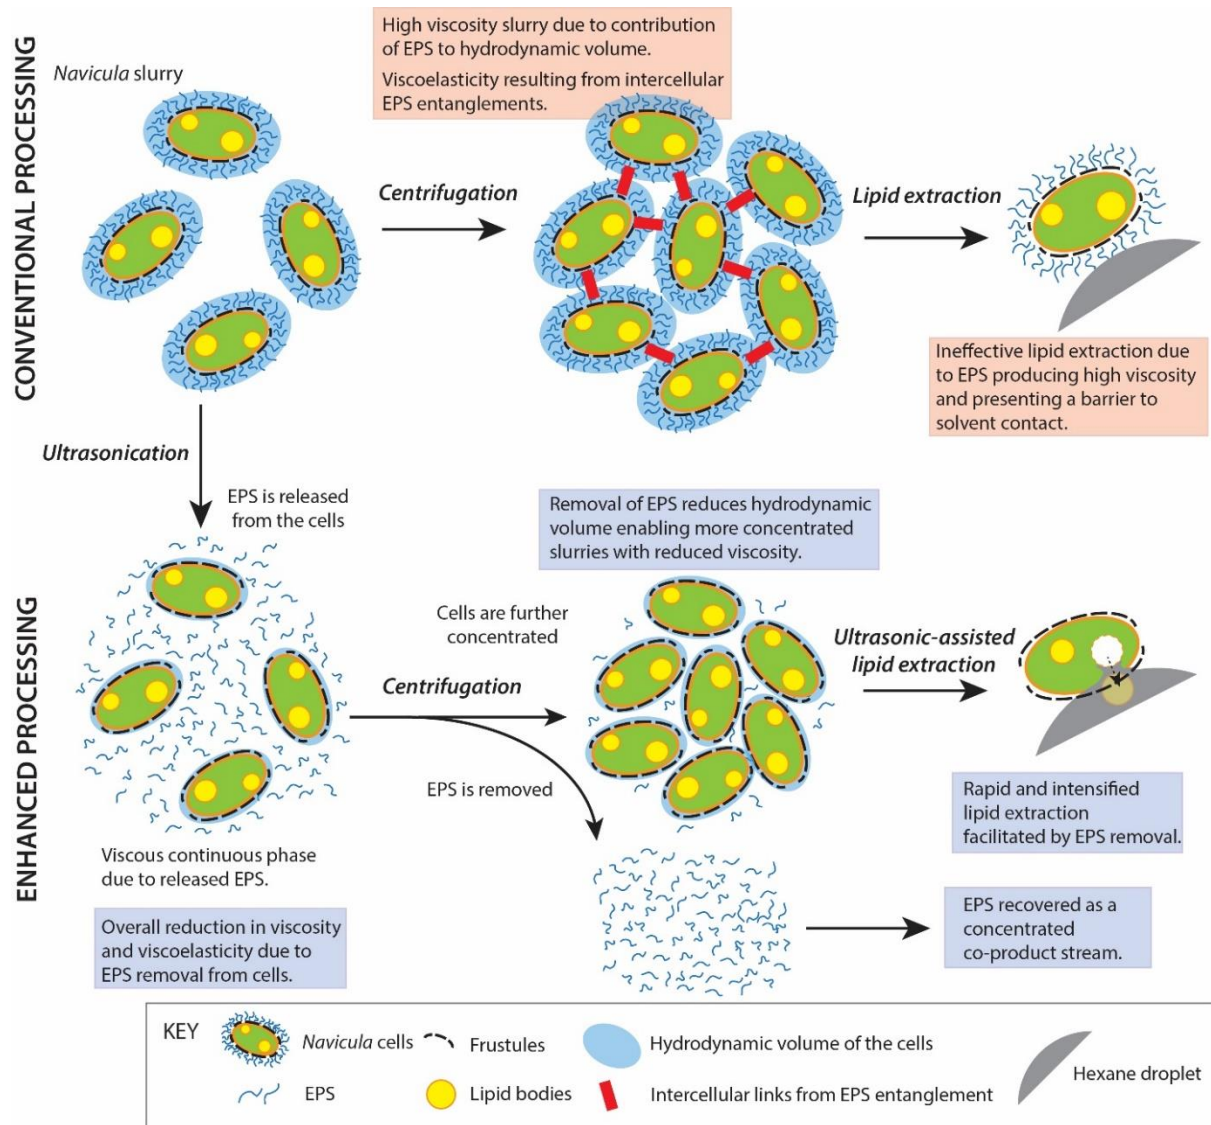 CONVENTIONAL PROCESSING
Navicula slurry
High viscosity slurry due to contribution
of EPS to hydrodynamic volume.
Viscoelasticity resulting from intercellular
EPS entanglements.
Centrifugation
Lipid extraction
Ineffective lipid extraction due
to EPS producing high viscosity
and presenting a barrier to
solvent contact.
Ultrasonication
ENHANCED PROCESSING
EPS is released
from the cells
Viscous continuous phase
due to released EPS.
Overall reduction in viscosity
and viscoelasticity due to
EPS removal from cells.
Cells are further
concentrated
Centrifugation
EPS is removed
Removal of EPS reduces hydrodynamic
volume enabling more concentrated
slurries with reduced viscosity.
Ultrasonic-assisted
lipid extraction
Rapid and intensified
lipid extraction
facilitated by EPS removal.
EPS recovered as a
concentrated
co-product stream.
KEY
Navicula cells
Frustules
Hydrodynamic volume of the cells
Hexane droplet
EPS
Lipid bodies
Intercellular links from EPS entanglement